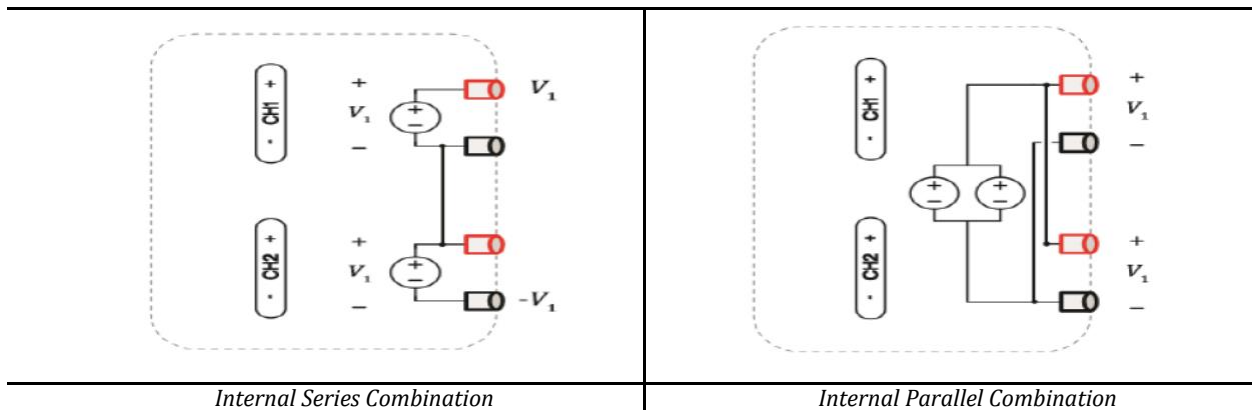 +
CH1
-
+
V₁
−
+
−
V₁
+
CH2
-
+
V₁
−
+
−
-V₁
Internal Series Combination
+
CH1
-
+
V₁
−
+
−
+
−
+
CH2
-
+
V₁
−
Internal Parallel Combination